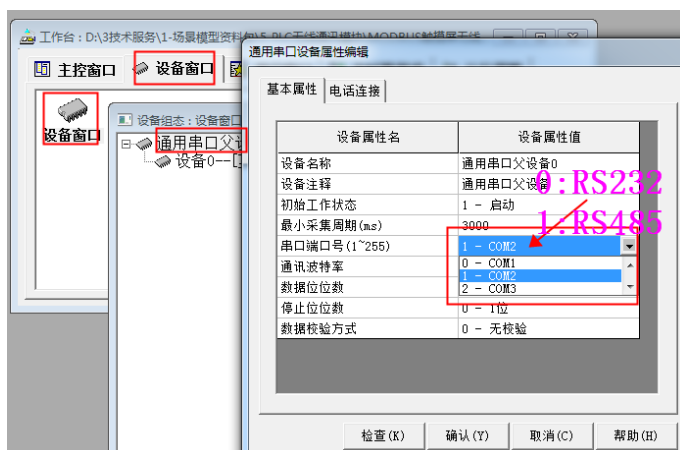 工作台：D:\3技术服务\1-场景模型资料包\5-PLC无线通讯模块\MODBUS触摸屏无线
主控窗口
设备窗口
设备窗口
设备组态：设备窗口
通用串口父设
设备0--[
通用串口设备属性编辑
基本属性
电话连接
设备属性名 设备属性值
设备名称 通用串口父设备0
设备注释 通用串口父设备
初始工作状态 1 - 启动
最小采集周期(ms) 3000
串口端口号(1~255) 1 - COM2
通讯波特率 0 - COM1
1 - COM2
数据位位数 2 - COM3
停止位位数 0 - 1位
数据校验方式 0 - 无校验
0:RS232
1:RS485
检查(K) 确认(Y) 取消(C) 帮助(H)